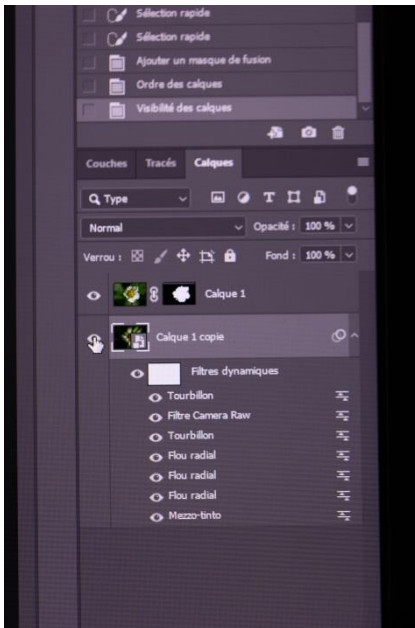 Sélection rapide
Sélection rapide
Ajouter un masque de fusion
Ordre des calques
Visibilité des calques
Couches Tracés Calques
Type
Normal Opacité : 100 %
Verrou : Fond : 100 %
Calque 1
Calque 1 copie
Filtres dynamiques
Tourbillon
Filtre Camera Raw
Tourbillon
Flou radial
Flou radial
Flou radial
Mezzo-tinto